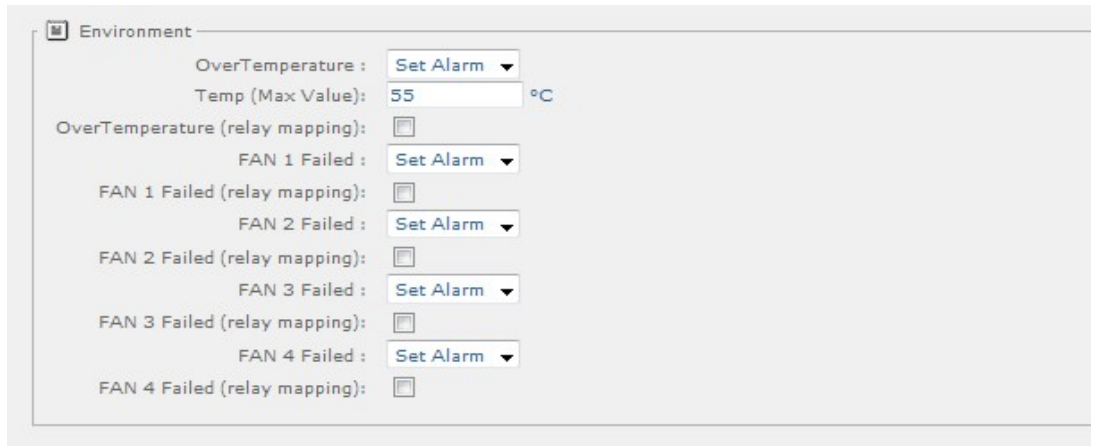 Environment
OverTemperature : Set Alarm
Temp (Max Value): 55 °C
OverTemperature (relay mapping):
FAN 1 Failed : Set Alarm
FAN 1 Failed (relay mapping):
FAN 2 Failed : Set Alarm
FAN 2 Failed (relay mapping):
FAN 3 Failed : Set Alarm
FAN 3 Failed (relay mapping):
FAN 4 Failed : Set Alarm
FAN 4 Failed (relay mapping):